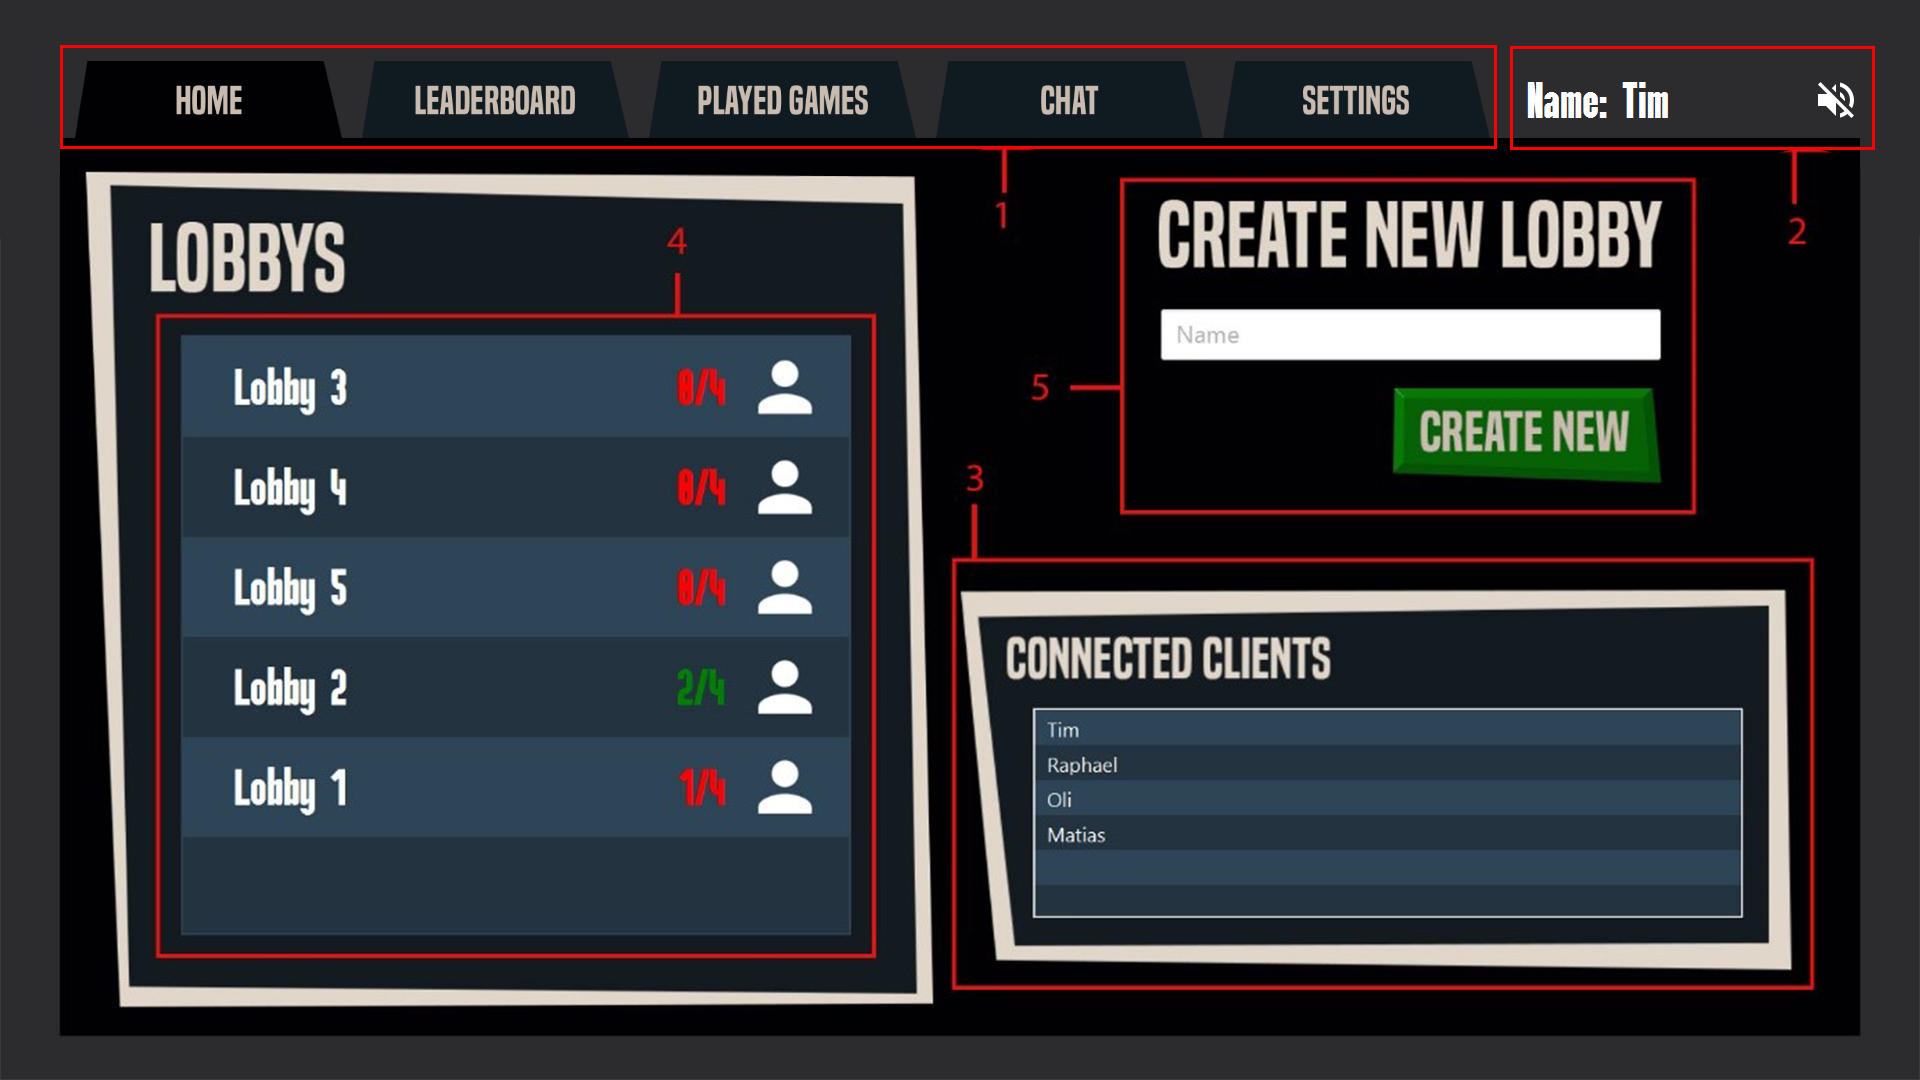 HOME LEADERBOARD PLAYED GAMES CHAT SETTINGS Name: Tim
1
2
LOBBYS
4
Lobby 3 0/4
Lobby 4 0/4
Lobby 5 0/4
Lobby 2 2/4
Lobby 1 1/4
CREATE NEW LOBBY
Name
5
CREATE NEW
3
CONNECTED CLIENTS
Tim
Raphael
Oli
Matias